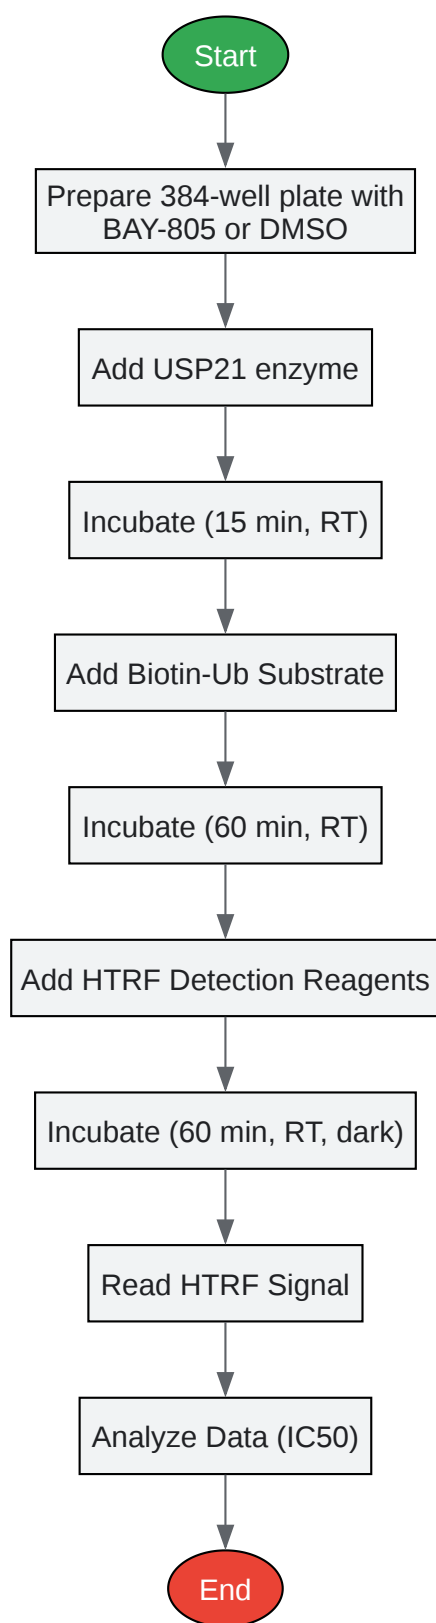 Start
Prepare 384-well plate with
BAY-805 or DMSO
Add USP21 enzyme
Incubate (15 min, RT)
Add Biotin-Ub Substrate
Incubate (60 min, RT)
Add HTRF Detection Reagents
Incubate (60 min, RT, dark)
Read HTRF Signal
Analyze Data (IC50)
End